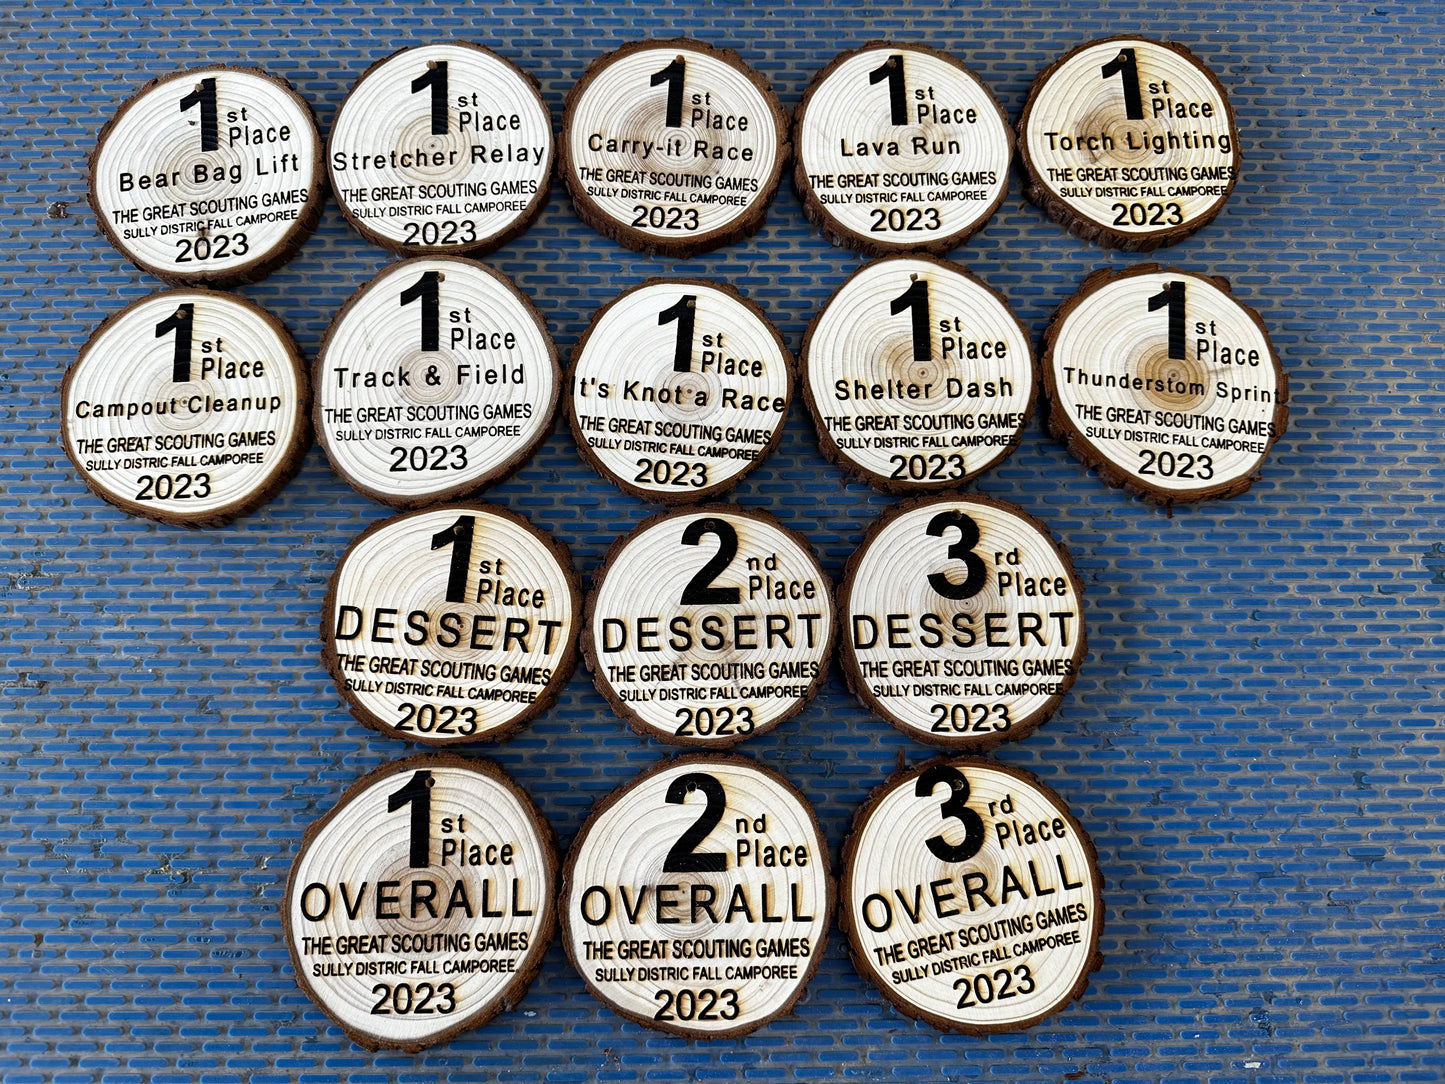 1st Place
Bear Bag Lift
THE GREAT SCOUTING GAMES
SULLY DISTRIC FALL CAMPOREE
2023
1st Place
Stretcher Relay
THE GREAT SCOUTING GAMES
SULLY DISTRIC FALL CAMPOREE
2023
1st Place
Carry-it Race
THE GREAT SCOUTING GAMES
SULLY DISTRIC FALL CAMPOREE
2023
1st Place
Lava Run
THE GREAT SCOUTING GAMES
SULLY DISTRIC FALL CAMPOREE
2023
1st Place
Torch Lighting
THE GREAT SCOUTING GAMES
SULLY DISTRIC FALL CAMPOREE
2023
1st Place
Campout Cleanup
THE GREAT SCOUTING GAMES
SULLY DISTRIC FALL CAMPOREE
2023
1st Place
Track & Field
THE GREAT SCOUTING GAMES
SULLY DISTRIC FALL CAMPOREE
2023
1st Place
It's Knot a Race
THE GREAT SCOUTING GAMES
SULLY DISTRIC FALL CAMPOREE
2023
1st Place
Shelter Dash
THE GREAT SCOUTING GAMES
SULLY DISTRIC FALL CAMPOREE
2023
1st Place
Thunderstom Sprint
THE GREAT SCOUTING GAMES
SULLY DISTRIC FALL CAMPOREE
2023
1st Place
DESSERT
THE GREAT SCOUTING GAMES
SULLY DISTRIC FALL CAMPOREE
2023
2nd Place
DESSERT
THE GREAT SCOUTING GAMES
SULLY DISTRIC FALL CAMPOREE
2023
3rd Place
DESSERT
THE GREAT SCOUTING GAMES
SULLY DISTRIC FALL CAMPOREE
2023
1st Place
OVERALL
THE GREAT SCOUTING GAMES
SULLY DISTRIC FALL CAMPOREE
2023
2nd Place
OVERALL
THE GREAT SCOUTING GAMES
SULLY DISTRIC FALL CAMPOREE
2023
3rd Place
OVERALL
THE GREAT SCOUTING GAMES
SULLY DISTRIC FALL CAMPOREE
2023